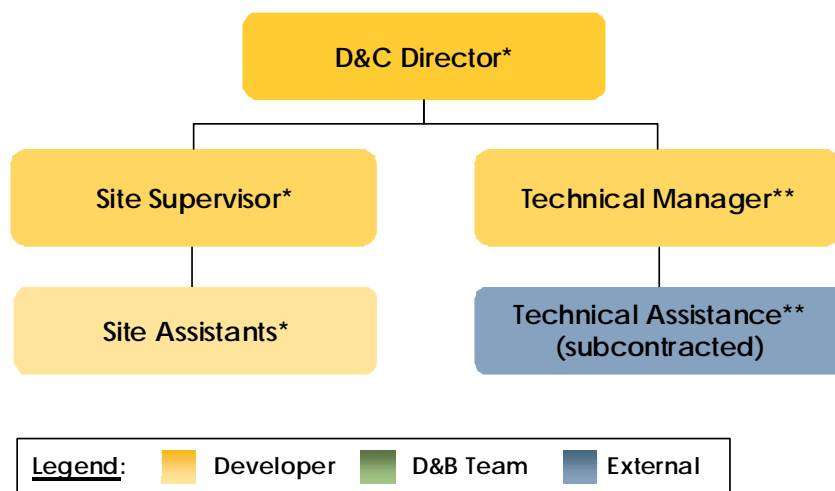 D&C Director*
Site Supervisor*
Technical Manager**
Site Assistants*
Technical Assistance**
(subcontracted)
Legend: Developer D&B Team External